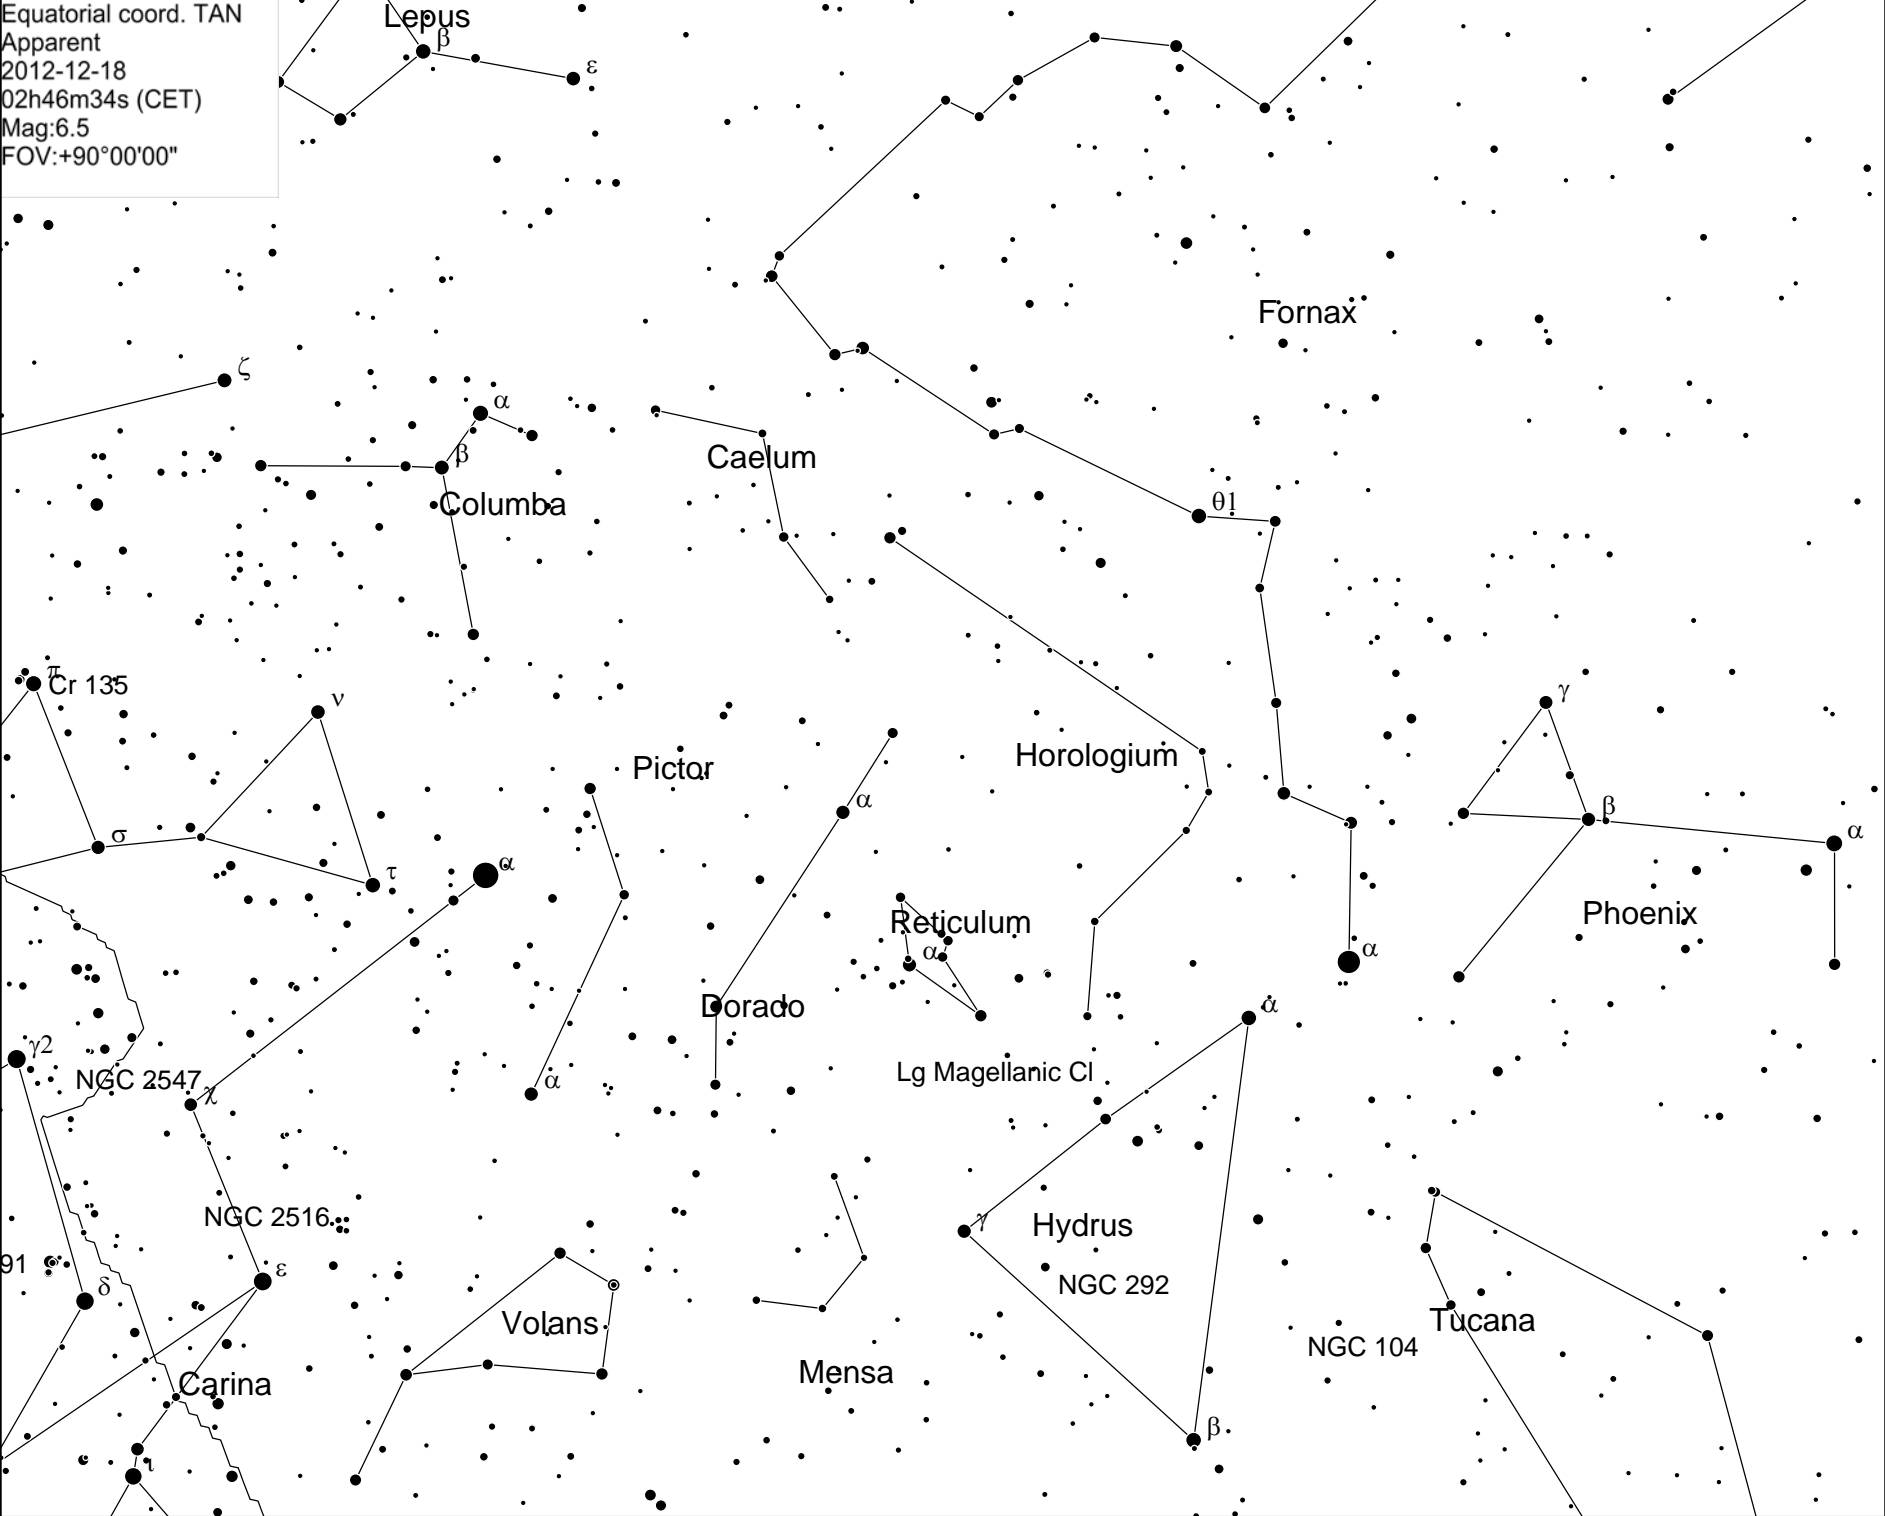 Equatorial coord. TAN
Apparent
2012-12-18
02h46m34s (CET)
Mag:6.5
FOV:+90°00'00"
Lepus
β
ε
Fornax
ζ
α
β
Columba
Caelum
θ1
π
Cr 135
ν
γ
Pictor
Horologium
α
β
α
σ
τ
α
Reticulum
α
Phoenix
α
Dorado
α
γ2
NGC 2547
χ
α
Lg Magellanic Cl
NGC 2516
γ
Hydrus
91
ε
δ
NGC 292
Volans
Tucana
NGC 104
Mensa
Carina
β
ι